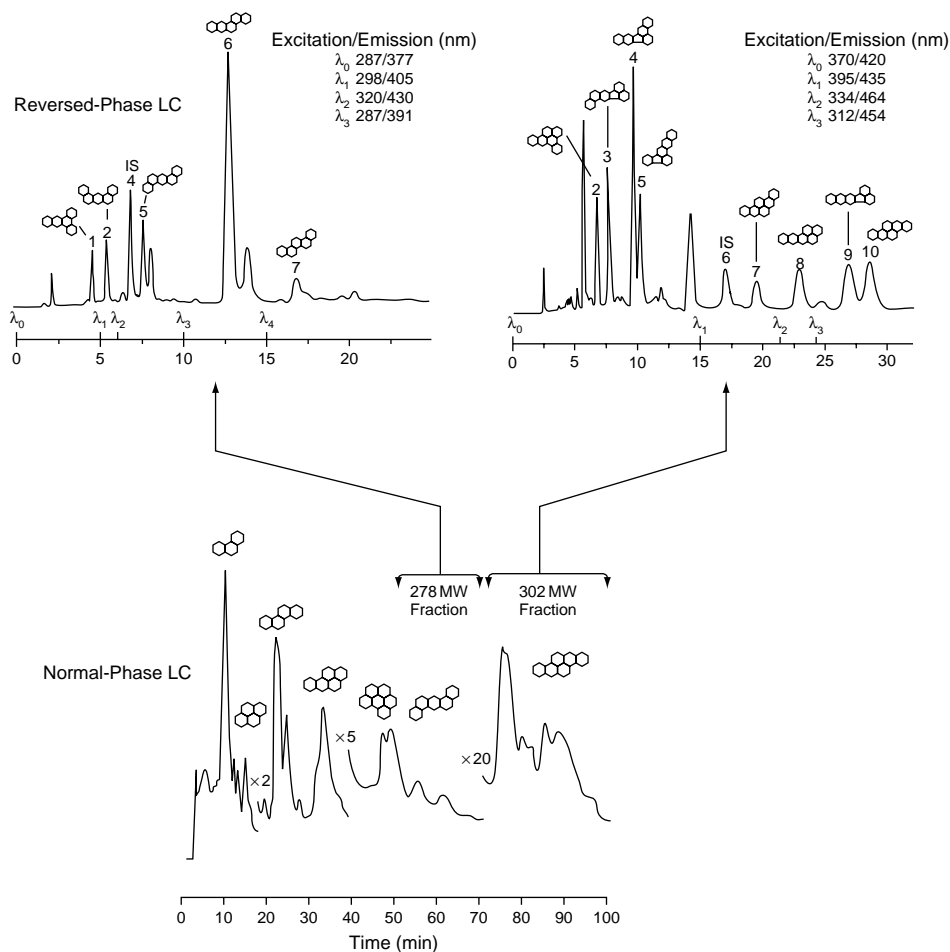 Reversed-Phase LC
6
Excitation/Emission (nm)
λ0 287/377
λ1 298/405
λ2 320/430
λ3 287/391
IS
4
1
2
5
7
λ0
λ1
λ2
λ3
λ4
0
5
10
15
20
Excitation/Emission (nm)
λ0 370/420
λ1 395/435
λ2 334/464
λ3 312/454
4
3
2
5
IS
6
7
8
9
10
λ0
λ1
λ2
λ3
0
5
10
15
20
25
30
278 MW
Fraction
302 MW
Fraction
Normal-Phase LC
×2
×5
×20
0
10
20
30
40
50
60
70
80
90
100
Time (min)